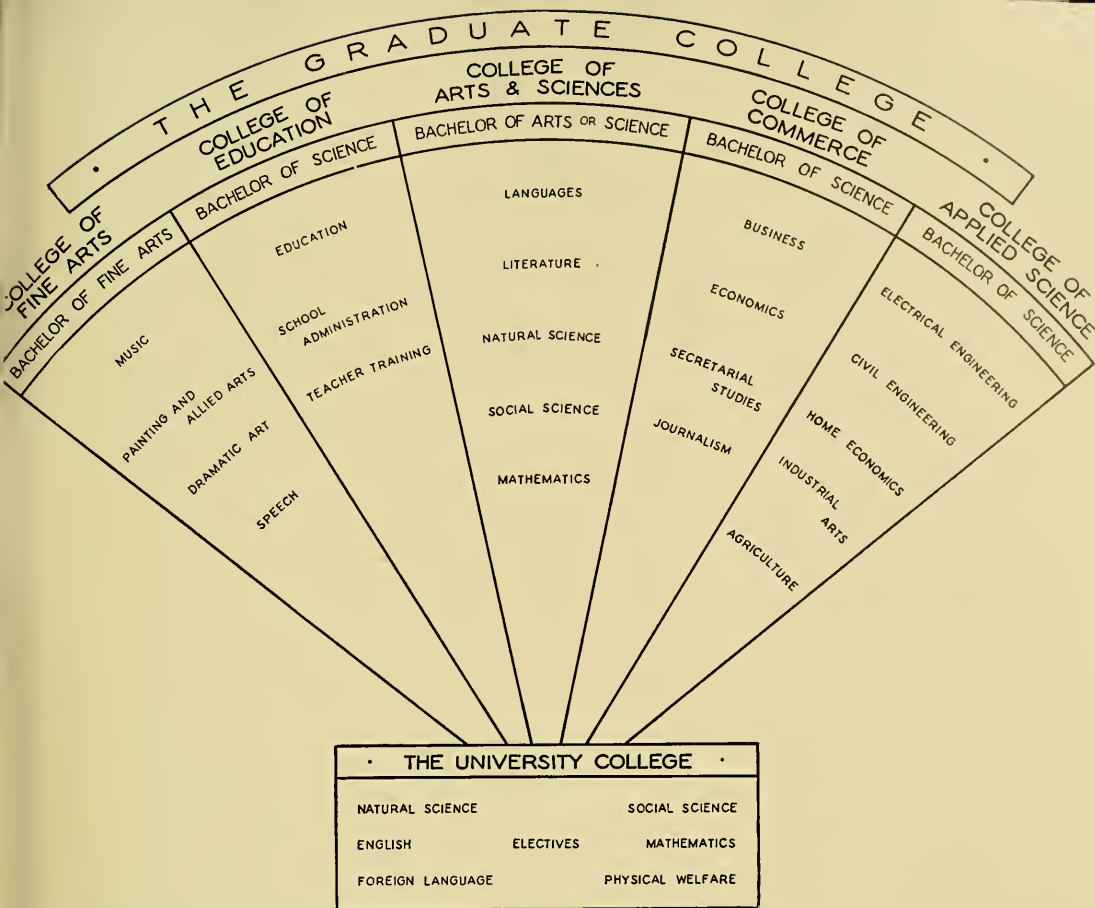 · THE GRADUATE COLLEGE ·
COLLEGE OF
FINE ARTS
BACHELOR OF FINE ARTS
MUSIC
PAINTING AND
ALLIED ARTS
DRAMATIC ART
SPEECH
COLLEGE OF
EDUCATION
BACHELOR OF SCIENCE
EDUCATION
SCHOOL
ADMINISTRATION
TEACHER TRAINING
COLLEGE OF
ARTS & SCIENCES
BACHELOR OF ARTS OR SCIENCE
LANGUAGES
LITERATURE
NATURAL SCIENCE
SOCIAL SCIENCE
MATHEMATICS
COLLEGE OF
COMMERCE
BACHELOR OF SCIENCE
BUSINESS
ECONOMICS
SECRETARIAL
STUDIES
JOURNALISM
COLLEGE OF
APPLIED SCIENCE
BACHELOR OF SCIENCE
ELECTRICAL ENGINEERING
CIVIL ENGINEERING
HOME ECONOMICS
INDUSTRIAL
ARTS
AGRICULTURE
· THE UNIVERSITY COLLEGE ·
NATURAL SCIENCE SOCIAL SCIENCE
ENGLISH ELECTIVES MATHEMATICS
FOREIGN LANGUAGE PHYSICAL WELFARE